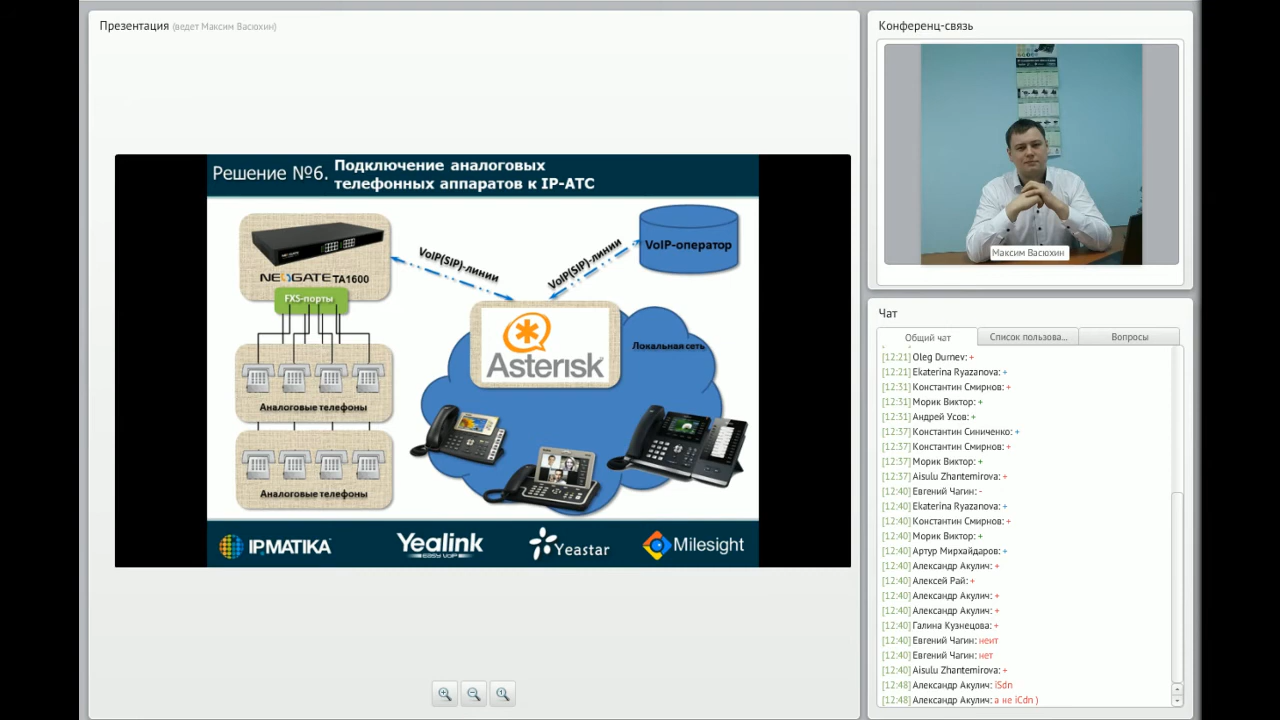 Презентация (ведет Максим Васюхин)
Решение №6. Подключение аналоговых
телефонных аппаратов к IP-АТС
NEOGATE TA1600
FXS-порты
Аналоговые телефоны
Аналоговые телефоны
VoIP(SIP)-линии
VoIP(SIP)-линии
VoIP-оператор
Asterisk
Локальная сеть
IPMATIKA
Yealink
EASY VoIP
Yeastar
Milesight
Конференц-связь
Максим Васюхин
Чат
Общий чат
Список пользова...
Вопросы
[12:21] Oleg Durnev: +
[12:21] Ekaterina Ryazanova: +
[12:31] Константин Смирнов: +
[12:31] Морик Виктор: +
[12:31] Андрей Усов: +
[12:37] Константин Синиченко: +
[12:37] Константин Смирнов: +
[12:37] Морик Виктор: +
[12:37] Aisulu Zhantemirova: +
[12:40] Евгений Чагин: -
[12:40] Ekaterina Ryazanova: +
[12:40] Константин Смирнов: +
[12:40] Морик Виктор: +
[12:40] Артур Мирхайдаров: +
[12:40] Александр Акулич: +
[12:40] Алексей Рай: +
[12:40] Александр Акулич: +
[12:40] Александр Акулич: +
[12:40] Галина Кузнецова: +
[12:40] Евгений Чагин: неит
[12:40] Евгений Чагин: нет
[12:40] Aisulu Zhantemirova: +
[12:48] Александр Акулич: iSdn
[12:48] Александр Акулич: а не iCdn )